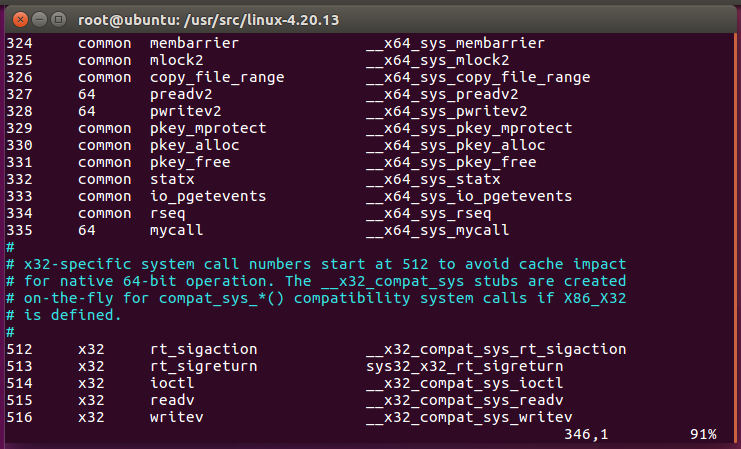 root@ubuntu: /usr/src/linux-4.20.13
324 common membarrier __x64_sys_membarrier
325 common mlock2 __x64_sys_mlock2
326 common copy_file_range __x64_sys_copy_file_range
327 64 preadv2 __x64_sys_preadv2
328 64 pwritev2 __x64_sys_pwritev2
329 common pkey_mprotect __x64_sys_pkey_mprotect
330 common pkey_alloc __x64_sys_pkey_alloc
331 common pkey_free __x64_sys_pkey_free
332 common statx __x64_sys_statx
333 common io_pgetevents __x64_sys_io_pgetevents
334 common rseq __x64_sys_rseq
335 64 mycall __x64_sys_mycall
#
# x32-specific system call numbers start at 512 to avoid cache impact
# for native 64-bit operation. The __x32_compat_sys stubs are created
# on-the-fly for compat_sys_*() compatibility system calls if X86_X32
# is defined.
#
512 x32 rt_sigaction __x32_compat_sys_rt_sigaction
513 x32 rt_sigreturn sys32_x32_rt_sigreturn
514 x32 ioctl __x32_compat_sys_ioctl
515 x32 readv __x32_compat_sys_readv
516 x32 writev __x32_compat_sys_writev
346,1 91%